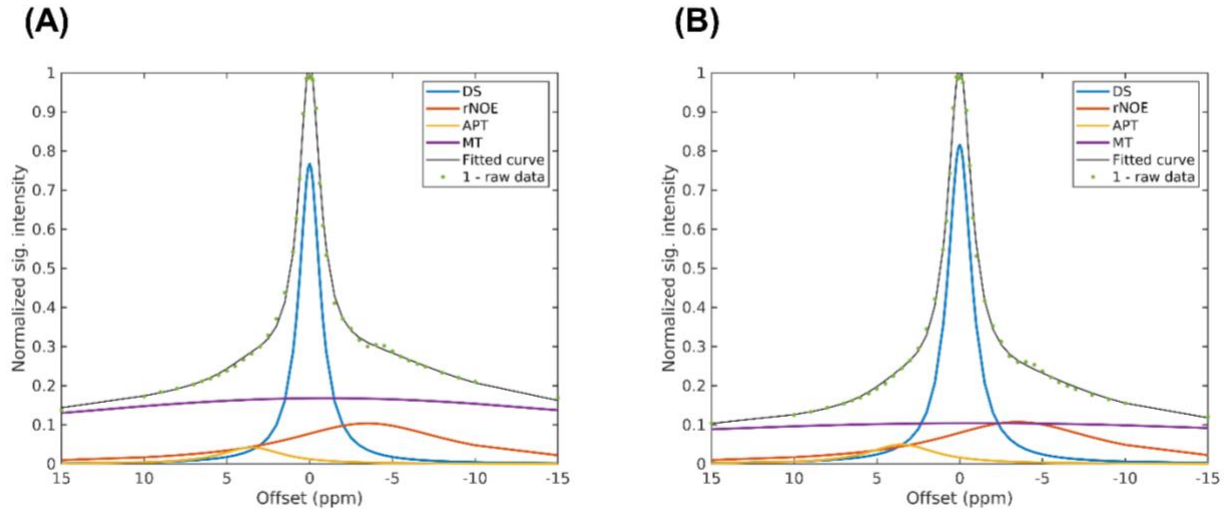 (A)
Normalized sig. intensity
1
0.9
0.8
0.7
0.6
0.5
0.4
0.3
0.2
0.1
0
15
10
5
0
-5
-10
-15
Offset (ppm)
DS
rNOE
APT
MT
Fitted curve
1 - raw data
(B)
Normalized sig. intensity
1
0.9
0.8
0.7
0.6
0.5
0.4
0.3
0.2
0.1
0
15
10
5
0
-5
-10
-15
Offset (ppm)
DS
rNOE
APT
MT
Fitted curve
1 - raw data